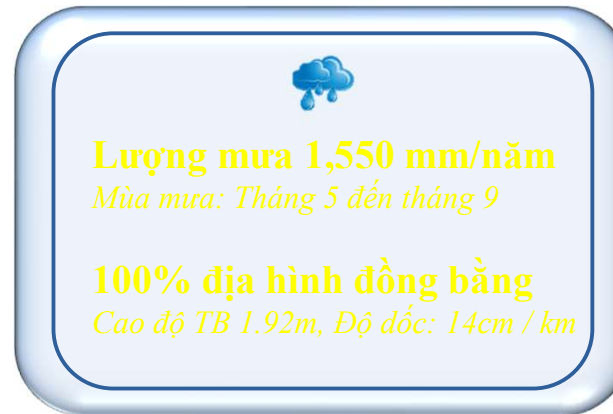 Lượng mưa 1,550 mm/năm
Mùa mưa: Tháng 5 đến tháng 9
100% địa hình đồng bằng
Cao độ TB 1.92m, Độ dốc: 14cm / km